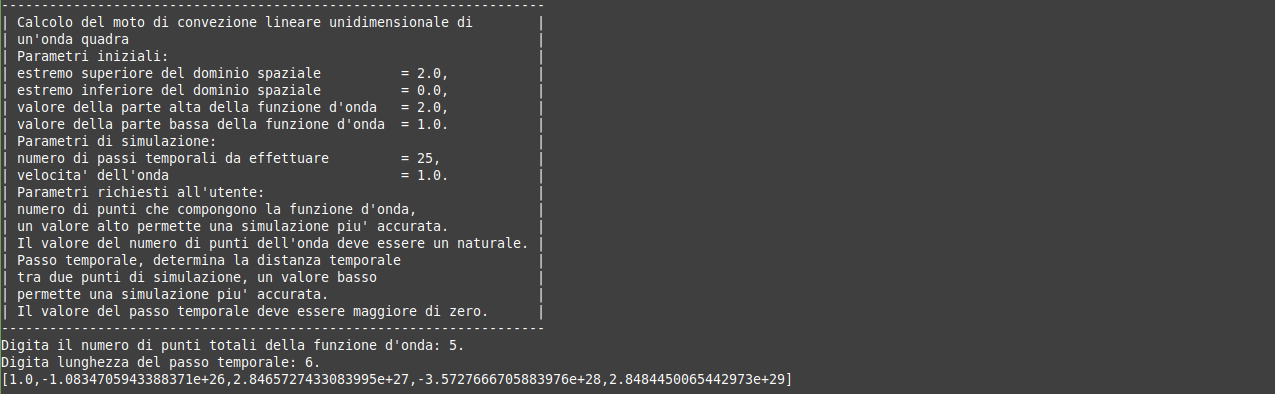 --------------------------------------------------------------------
| Calcolo del moto di convezione lineare unidimensionale di        |
| un'onda quadra                                                   |
| Parametri iniziali:                                              |
| estremo superiore del dominio spaziale          = 2.0,           |
| estremo inferiore del dominio spaziale          = 0.0,           |
| valore della parte alta della funzione d'onda   = 2.0,           |
| valore della parte bassa della funzione d'onda  = 1.0.           |
| Parametri di simulazione:                                        |
| numero di passi temporali da effettuare         = 25,            |
| velocita' dell'onda                             = 1.0.           |
| Parametri richiesti all'utente:                                  |
| numero di punti che compongono la funzione d'onda,               |
| un valore alto permette una simulazione piu' accurata.           |
| Il valore del numero di punti dell'onda deve essere un naturale. |
| Passo temporale, determina la distanza temporale                 |
| tra due punti di simulazione, un valore basso                    |
| permette una simulazione piu' accurata.                          |
| Il valore del passo temporale deve essere maggiore di zero.      |
--------------------------------------------------------------------
Digita il numero di punti totali della funzione d'onda: 5.
Digita lunghezza del passo temporale: 6.
[1.0,-1.0834705943388371e+26,2.8465727433083995e+27,-3.5727666705883976e+28,2.8484450065442973e+29]